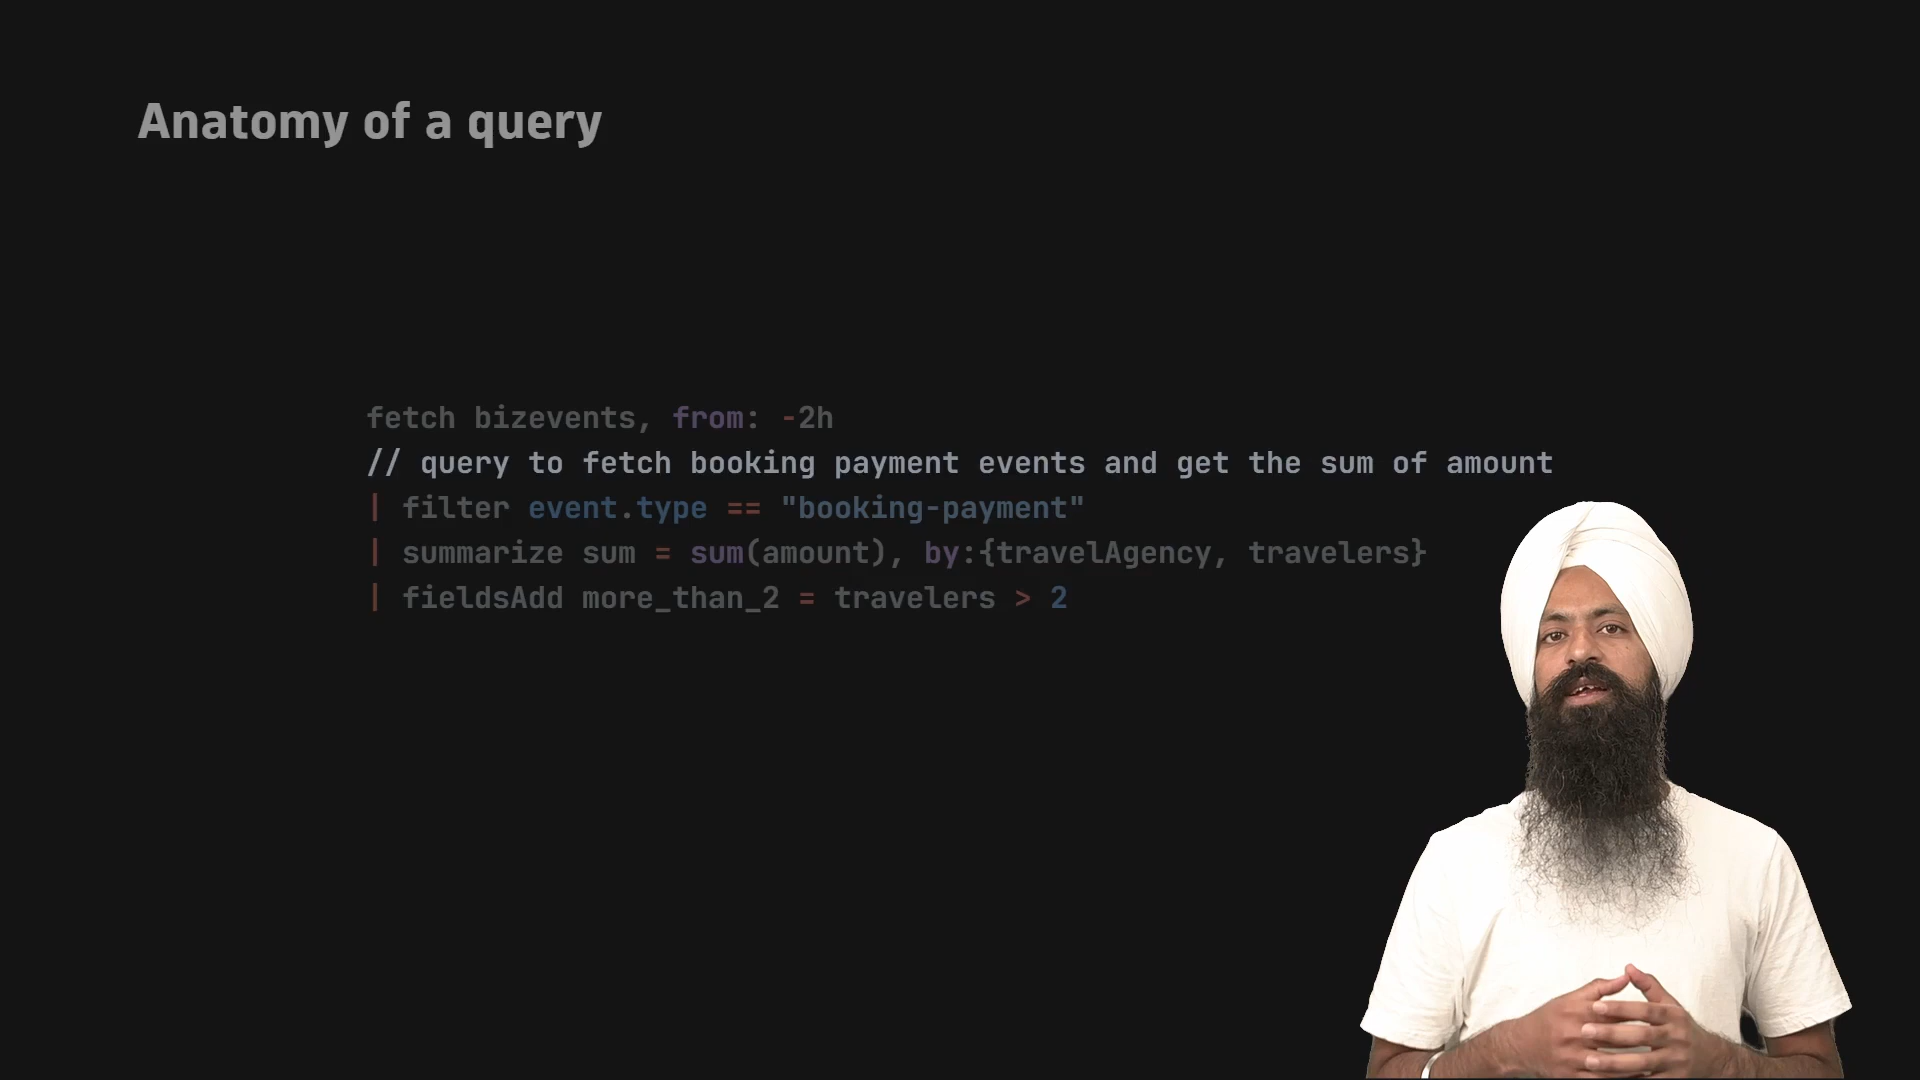 Anatomy of a query
fetch bizevents, from: -2h
// query to fetch booking payment events and get the sum of amount
| filter event.type == "booking-payment"
| summarize sum = sum(amount), by:{travelAgency, travelers}
| fieldsAdd more_than_2 = travelers > 2